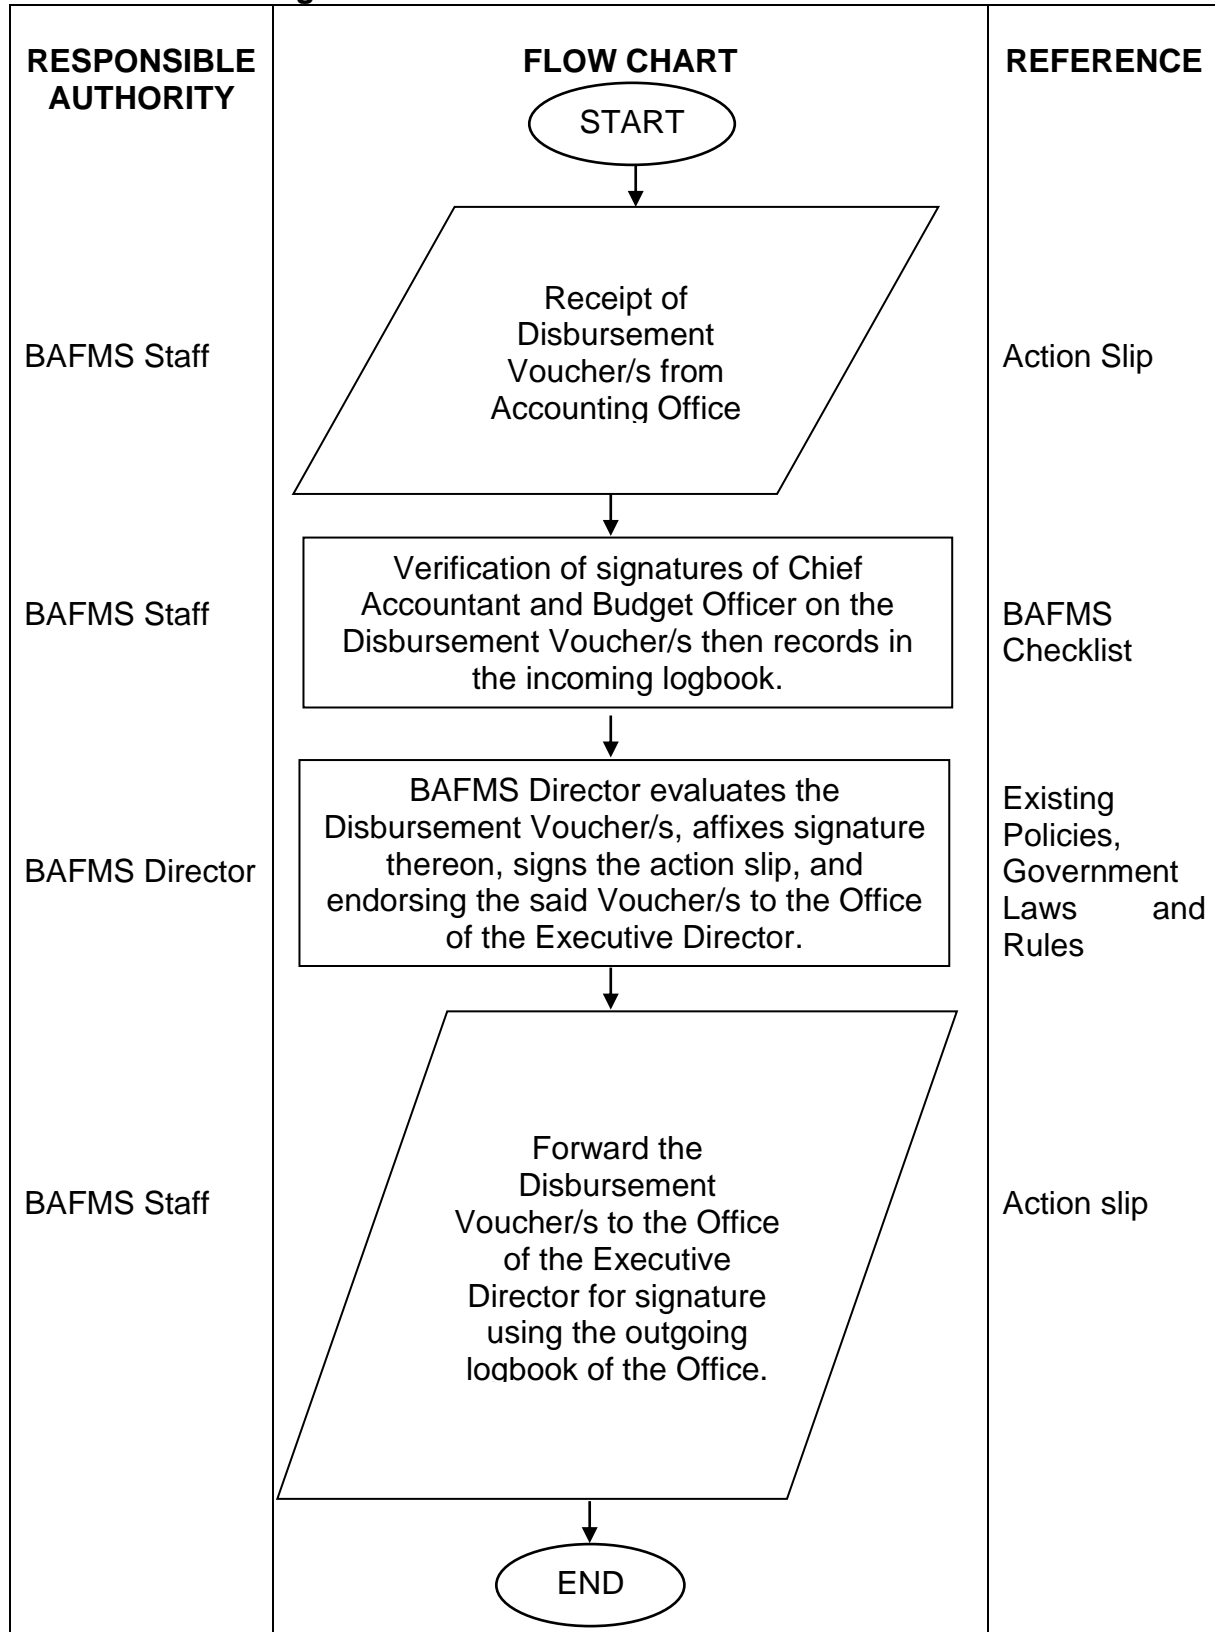 RESPONSIBLE
AUTHORITY
FLOW CHART
REFERENCE
START
BAFMS Staff
Receipt of
Disbursement
Voucher/s from
Accounting Office
Action Slip
BAFMS Staff
Verification of signatures of Chief
Accountant and Budget Officer on the
Disbursement Voucher/s then records in
the incoming logbook.
BAFMS
Checklist
BAFMS Director
BAFMS Director evaluates the
Disbursement Voucher/s, affixes signature
thereon, signs the action slip, and
endorsing the said Voucher/s to the Office
of the Executive Director.
Existing
Policies,
Government
Laws and
Rules
BAFMS Staff
Forward the
Disbursement
Voucher/s to the Office
of the Executive
Director for signature
using the outgoing
logbook of the Office.
Action slip
END